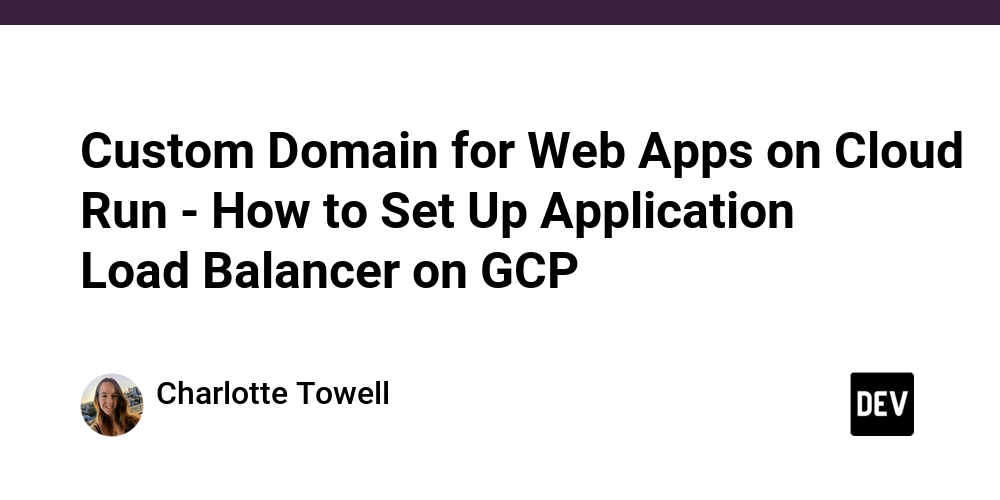 Custom Domain for Web Apps on Cloud
Run - How to Set Up Application
Load Balancer on GCP
Charlotte Towell
DEV